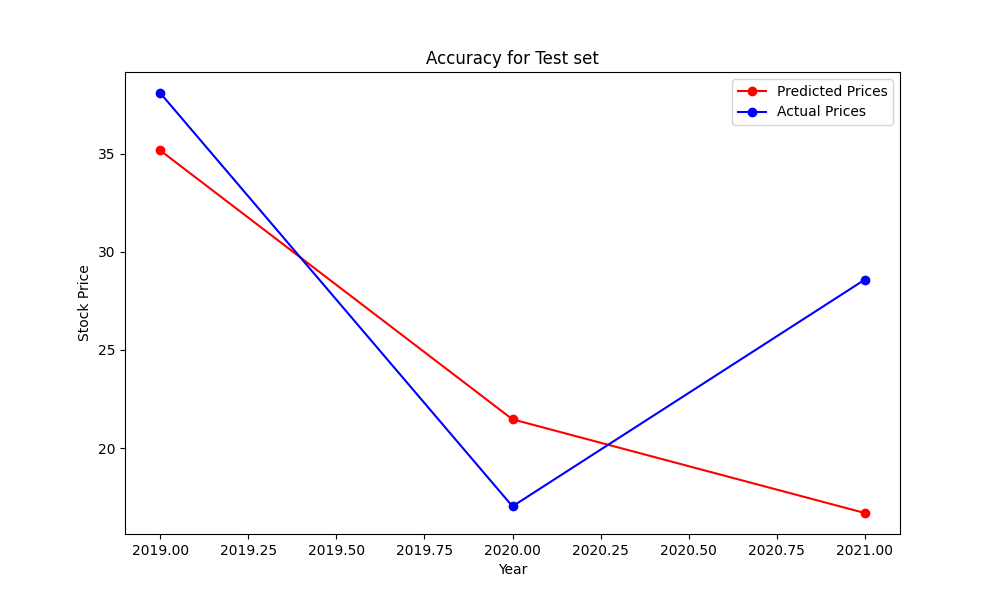 Accuracy for Test set
Predicted Prices
Actual Prices
35
30
25
20
Stock Price
2019.00 2019.25 2019.50 2019.75 2020.00 2020.25 2020.50 2020.75 2021.00
Year